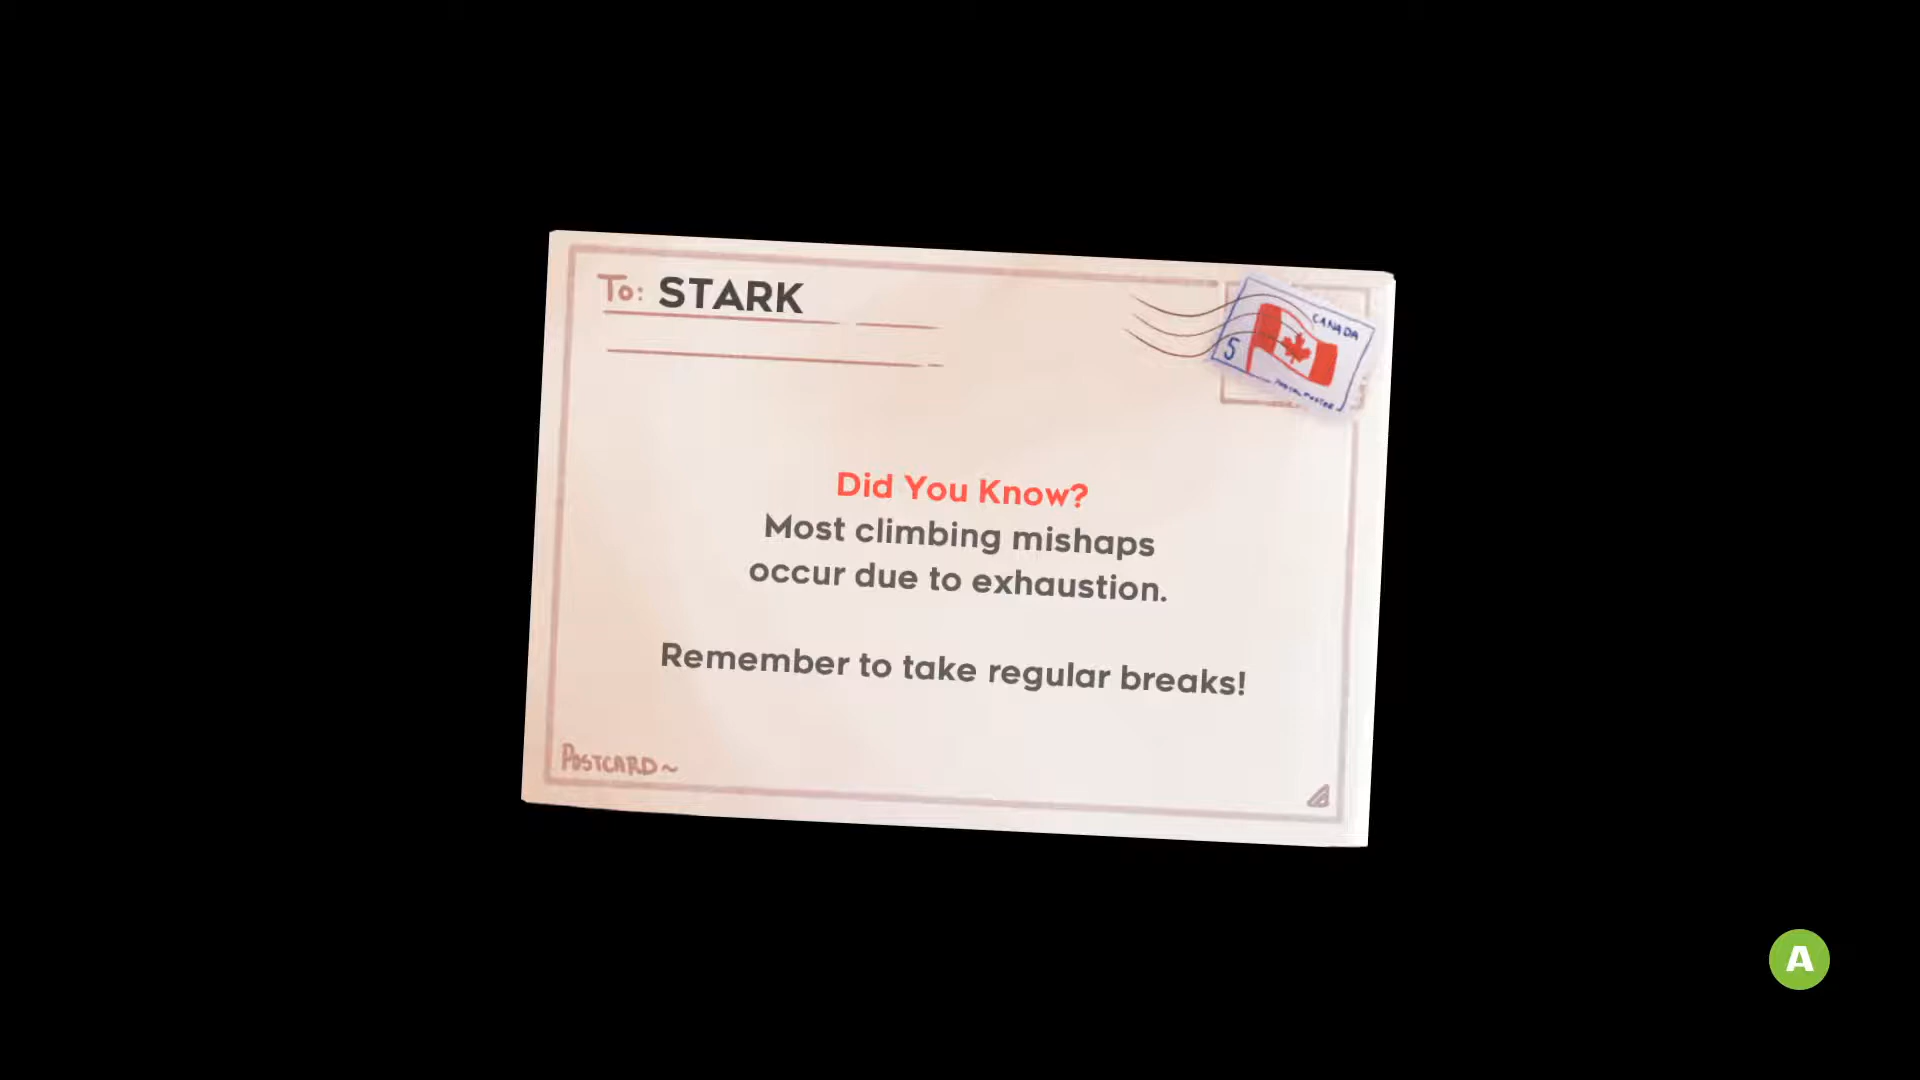 To: STARK
CANADA
5
Did You Know?
Most climbing mishaps
occur due to exhaustion.
Remember to take regular breaks!
POSTCARD~
A